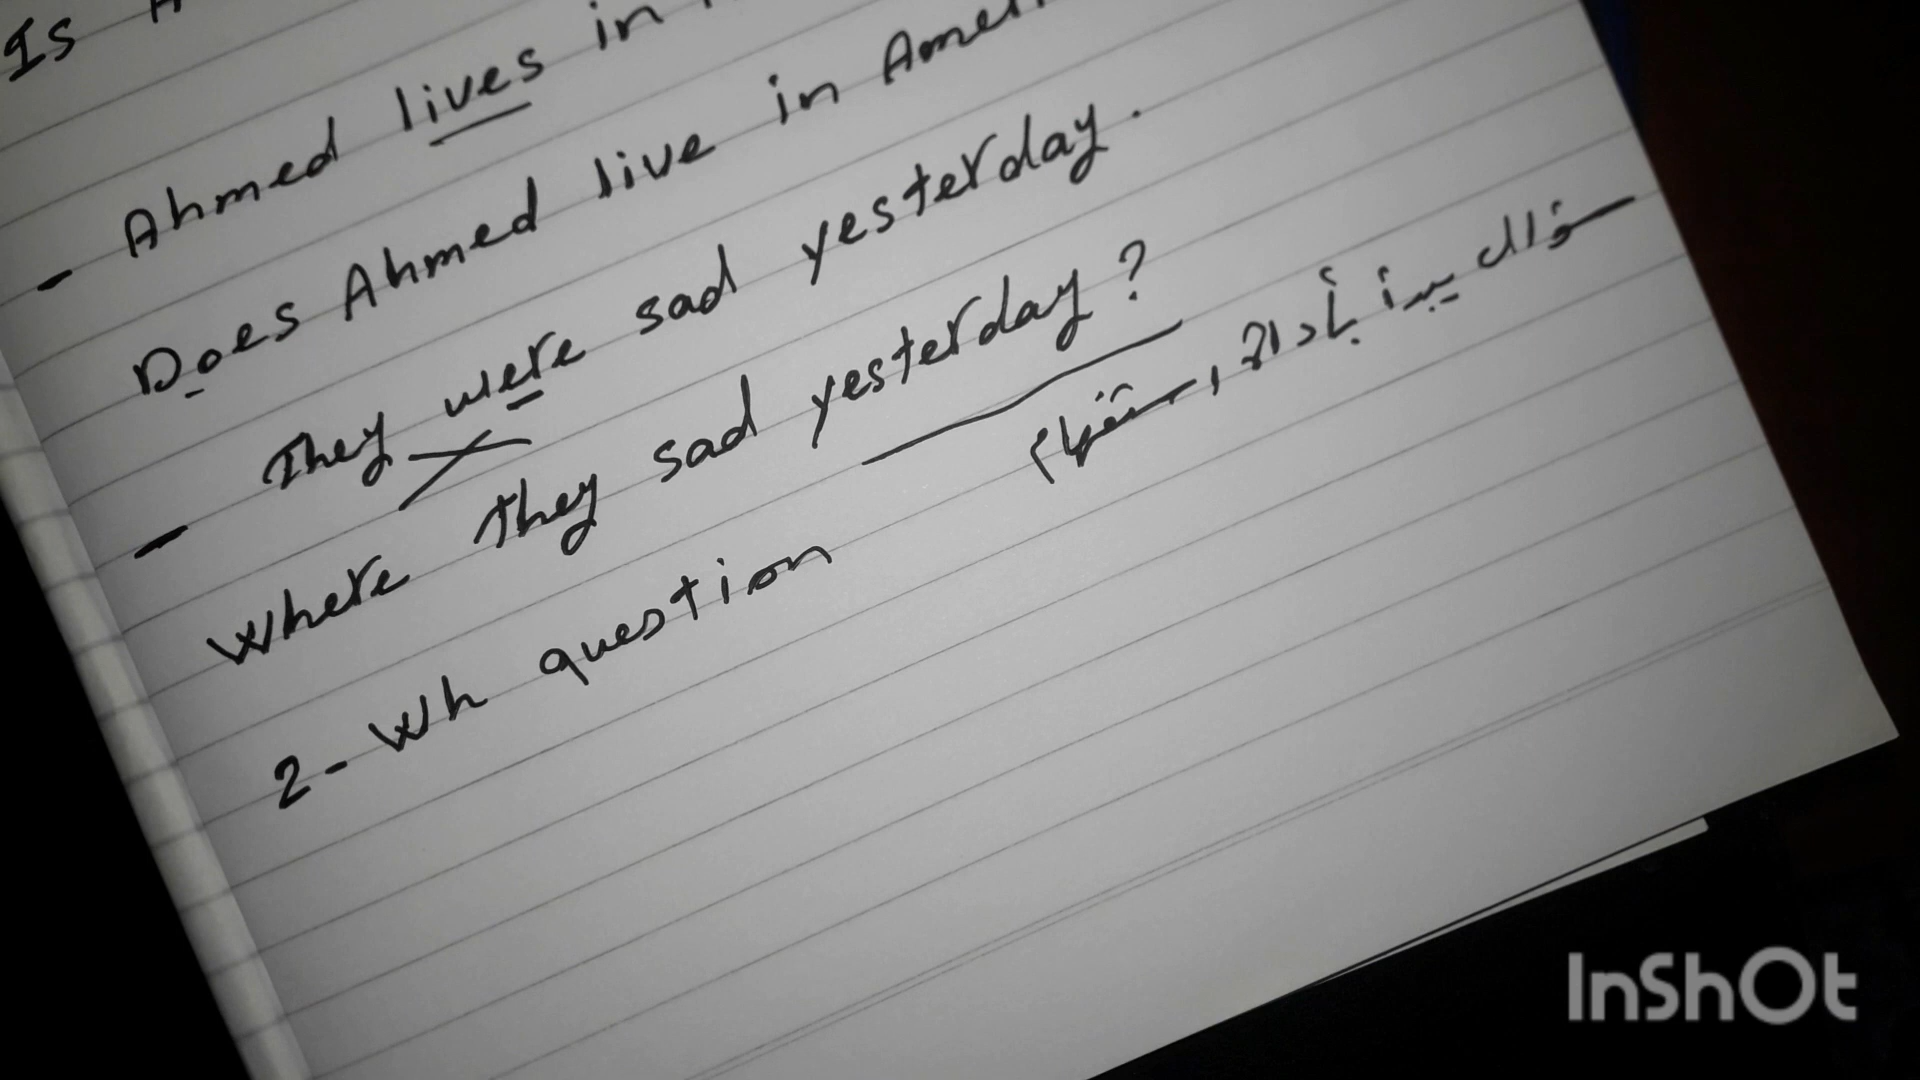 Is
- Ahmed lives in
Does Ahmed live in
- They were sad yesterday.
Where they sad yesterday?
2- Wh question
سؤال يبدأ بأداة استفهام
InShOt